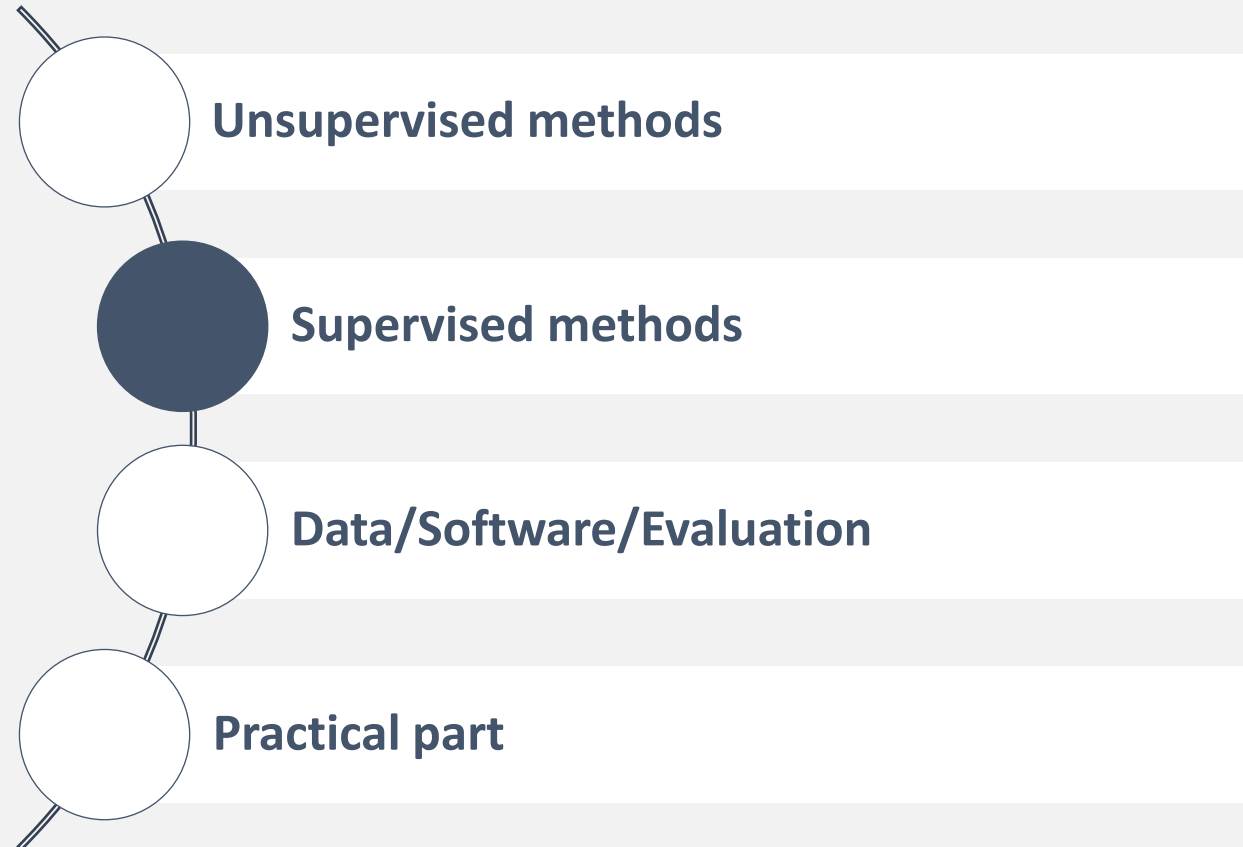 Unsupervised methods
Supervised methods
Data/Software/Evaluation
Practical part